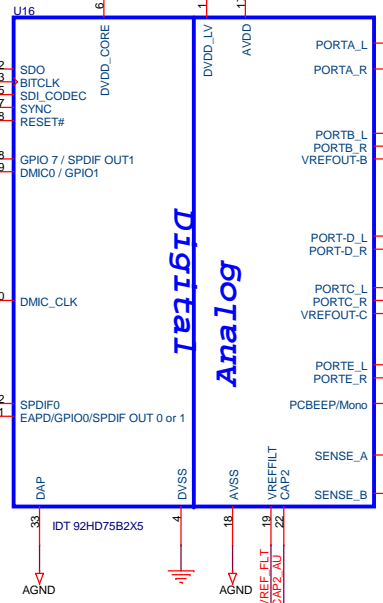 U16
6
1
DVDD_CORE
DVDD_LV
AVDD
SDO
BITCLK
SDI_CODEC
SYNC
RESET#
GPIO 7 / SPDIF OUT1
DMIC0 / GPIO1
DMIC_CLK
SPDIF0
EAPD/GPIO0/SPDIF OUT 0 or 1
Digital
Analog
PORTA_L
PORTA_R
PORTB_L
PORTB_R
VREFOUT-B
PORT-D_L
PORT-D_R
PORTC_L
PORTC_R
VREFOUT-C
PORTE_L
PORTE_R
PCBEEP/Mono
SENSE_A
SENSE_B
DAP
DVSS
AVSS
VREFFILT
CAP2
33
IDT 92HD75B2X5
4
18
19
22
AGND
AGND
VREF_FLT
CAP2_AU